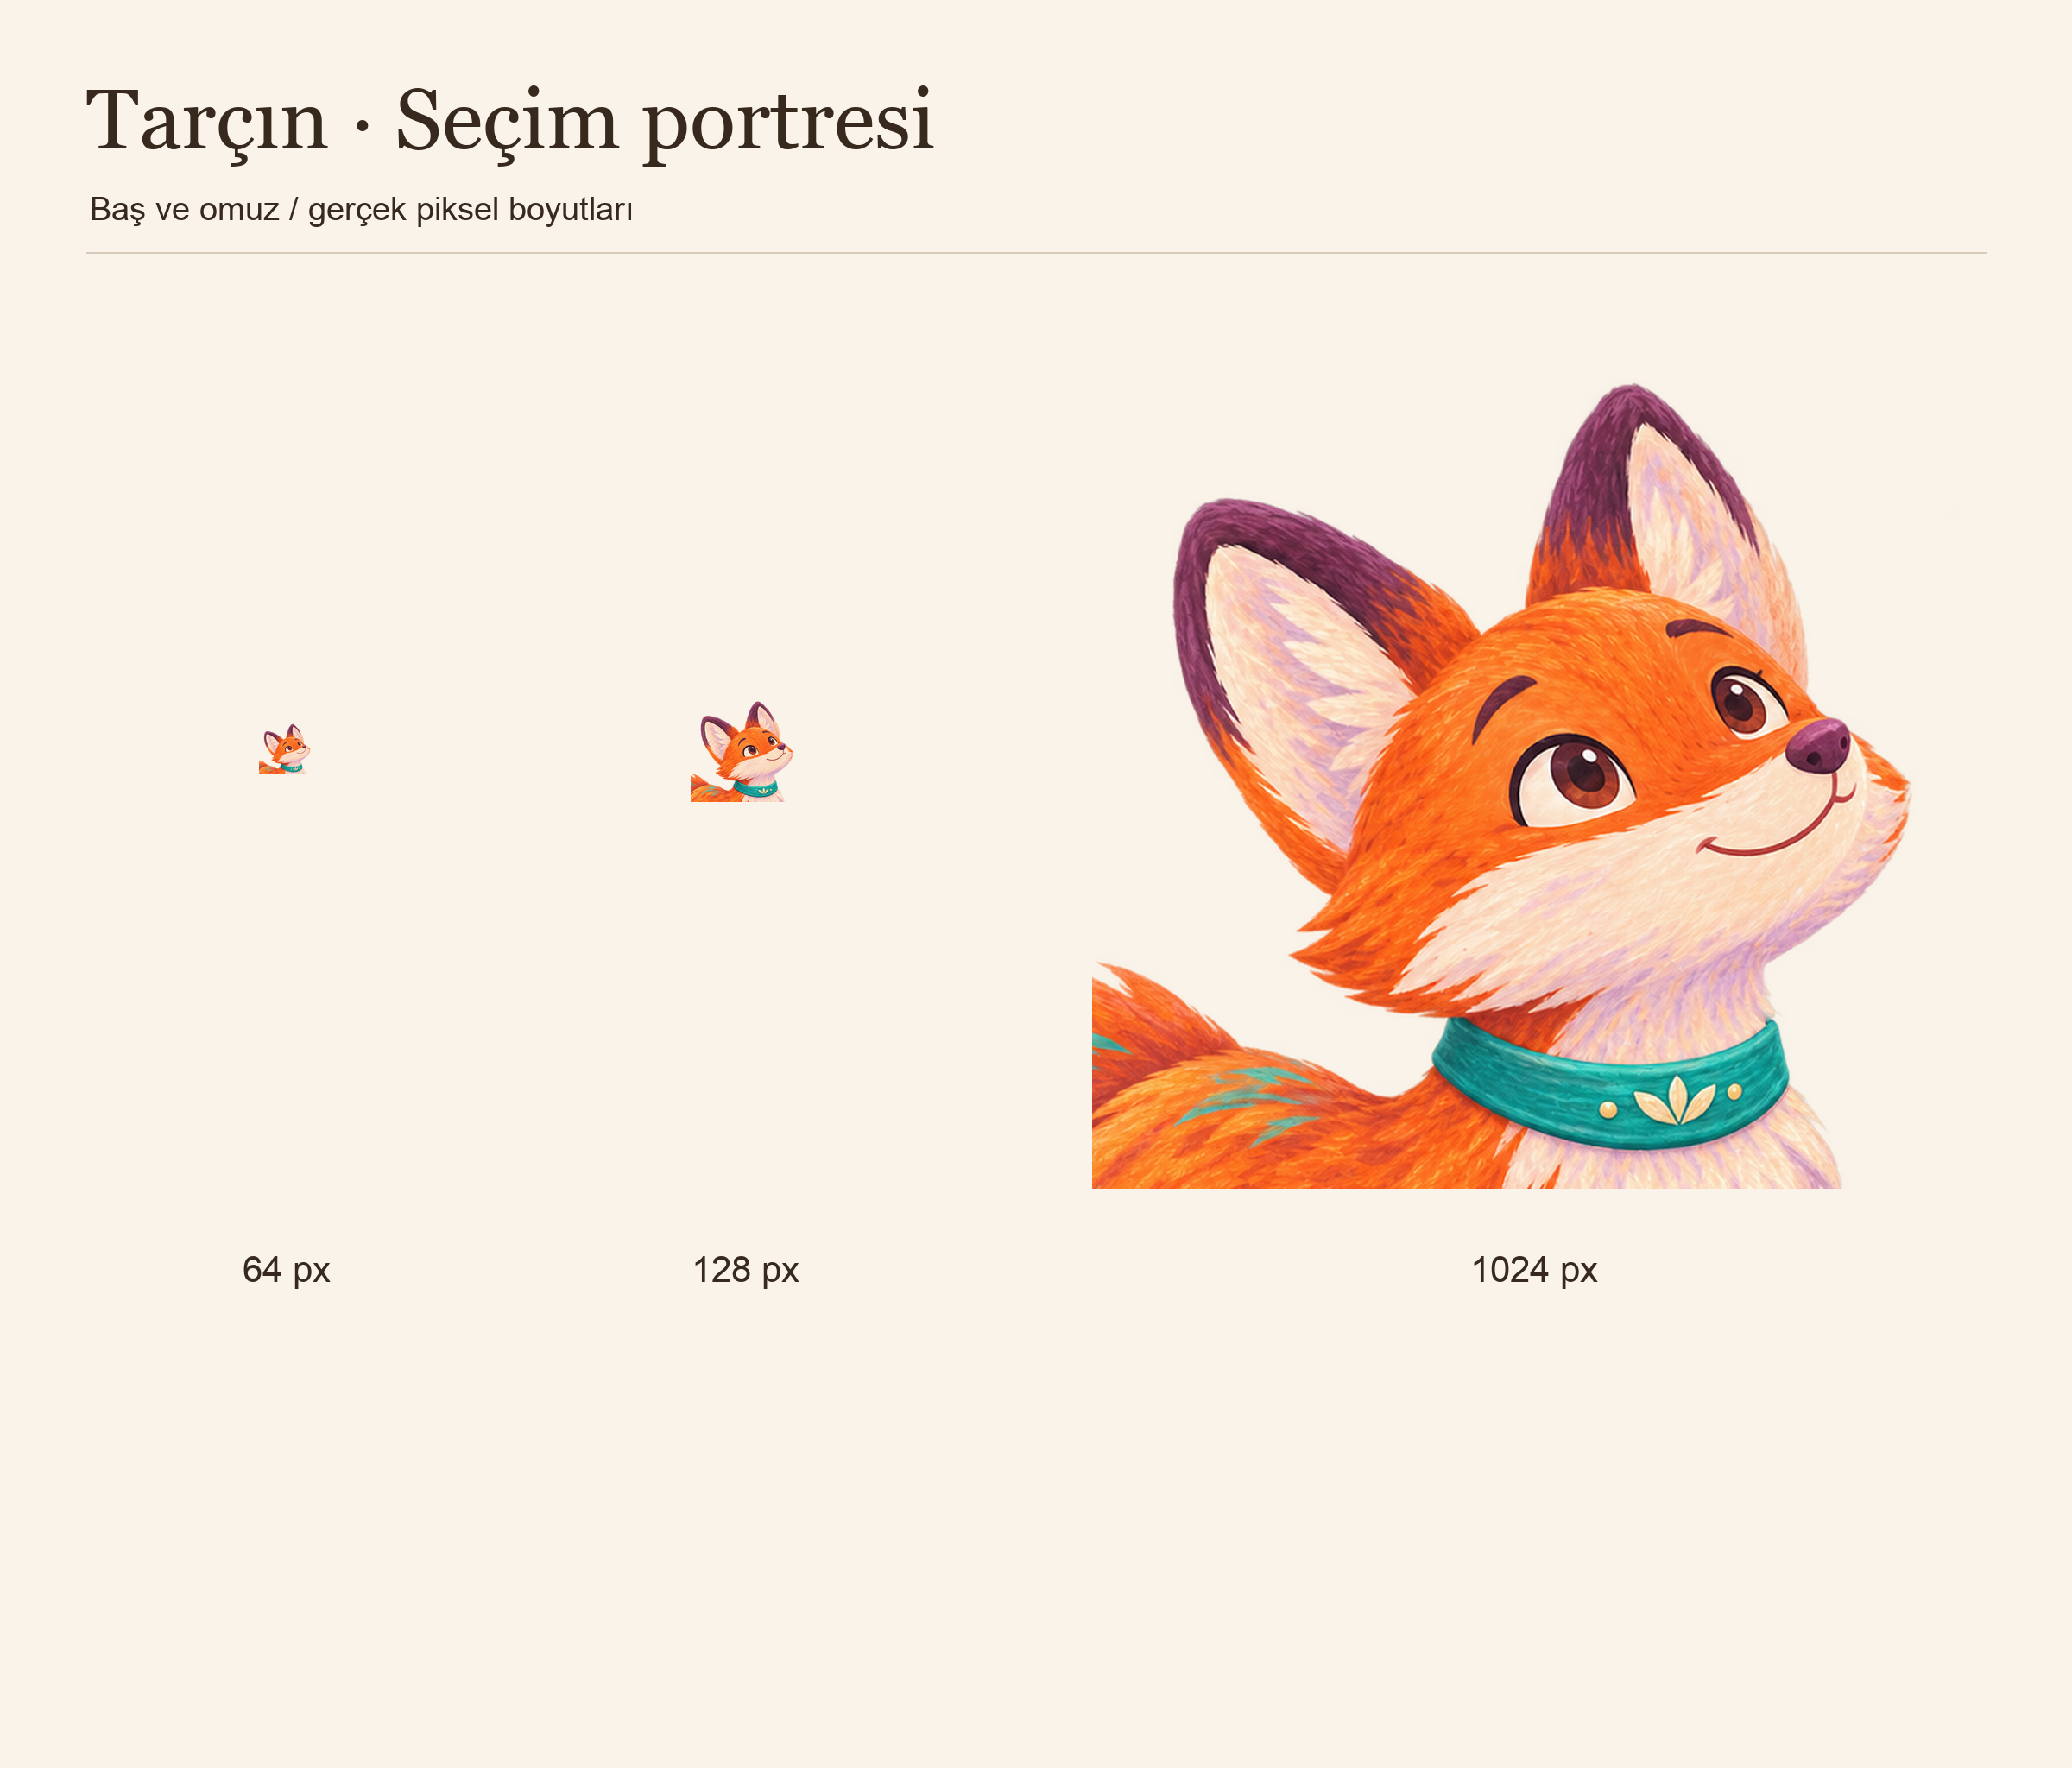 Tarçın · Seçim portresi
Baş ve omuz / gerçek piksel boyutları
64 px
128 px
1024 px